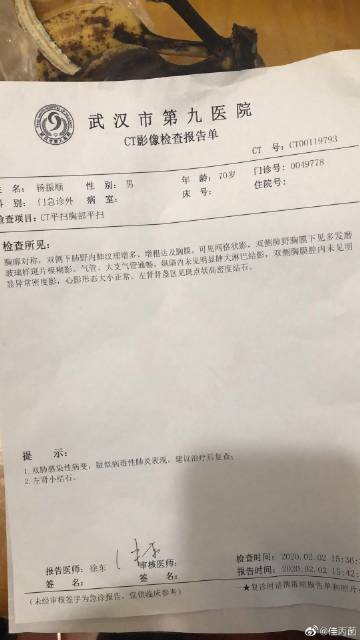 武汉市第九医院
CT影像检查报告单
CT 号: CT00119793
姓 名: 杨振顺 性 别: 男 年 龄: 70岁 门诊号: 0049778
科 别: 门急诊外 病 室: 床 号: 住院号:
检查项目: CT平扫胸部平扫
检查所见:
胸廓对称，双侧下肺野内肺纹理增多、增粗达及胸膜，可见网格状影，双侧肺野胸膜下见多发磨
玻璃样斑片模糊影。气管、大支气管通畅。纵膈内未见明显肿大淋巴结影，双侧胸膜腔内未见明
显异常密度影，心影形态大小正常。左肾肾盏区见斑点状高密度结石。
提 示:
1.双肺感染性病变，疑似病毒性肺炎表现，建议治疗后复查；
2.左肾小结石。
报告医师: 徐东 审核医师:
签 名: 签 名:
检查时间: 2020.02.02 15:36:
报告时间: 2020.02.02 15:42:
(未经审核签字为急诊报告，仅供临床参考)
★复诊时请携带原报告单和照片
@佳丙茴